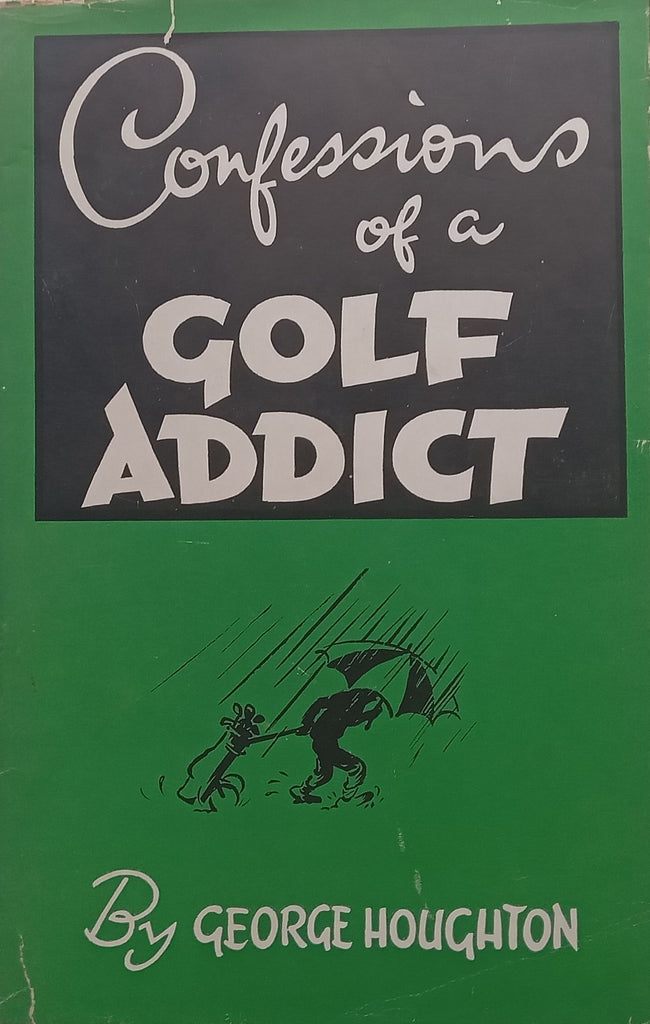 Confessions
of a
GOLF
ADDICT
By GEORGE HOUGHTON